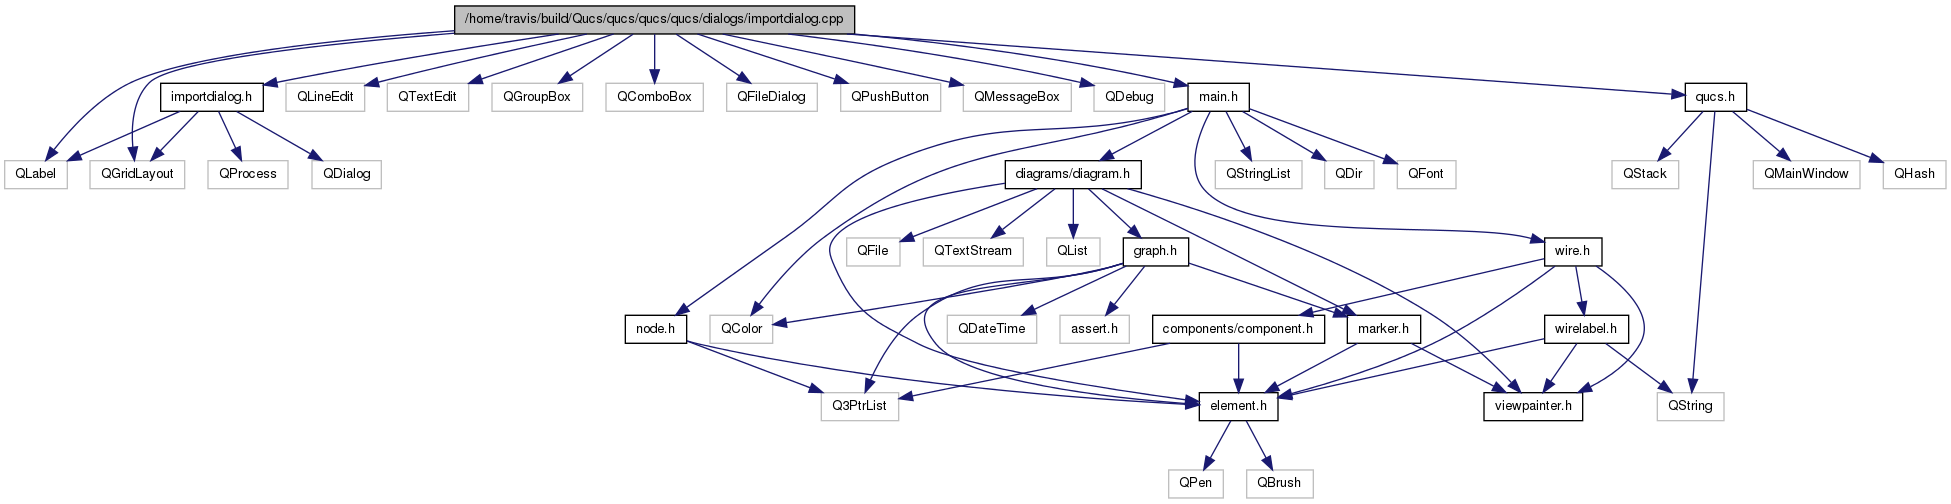 /home/travis/build/Qucs/qucs/qucs/qucs/dialogs/importdialog.cpp
importdialog.h
QLineEdit
QTextEdit
QGroupBox
QComboBox
QFileDialog
QPushButton
QMessageBox
QDebug
main.h
qucs.h
QLabel
QGridLayout
QProcess
QDialog
diagrams/diagram.h
QStringList
QDir
QFont
QStack
QMainWindow
QHash
QFile
QTextStream
QList
graph.h
wire.h
node.h
QColor
QDateTime
assert.h
components/component.h
marker.h
wirelabel.h
Q3PtrList
element.h
viewpainter.h
QString
QPen
QBrush